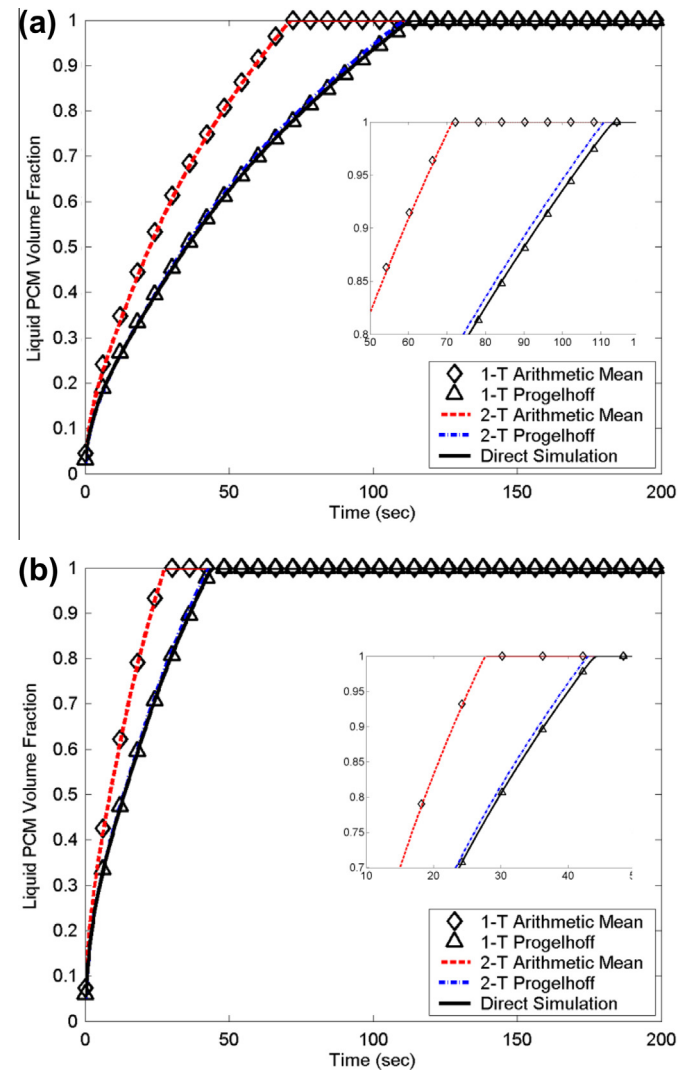 (a)
1
0.9
0.8
0.7
0.6
0.5
0.4
0.3
0.2
0.1
0
Liquid PCM Volume Fraction
1
0.95
0.9
0.85
0.8
50 60 70 80 90 100 110 1
1-T Arithmetic Mean
1-T Progelhoff
2-T Arithmetic Mean
2-T Progelhoff
Direct Simulation
0 50 100 150 200
Time (sec)
(b)
1
0.9
0.8
0.7
0.6
0.5
0.4
0.3
0.2
0.1
0
Liquid PCM Volume Fraction
1
0.95
0.9
0.85
0.8
0.75
0.7
10 20 30 40 5
1-T Arithmetic Mean
1-T Progelhoff
2-T Arithmetic Mean
2-T Progelhoff
Direct Simulation
0 50 100 150 200
Time (sec)